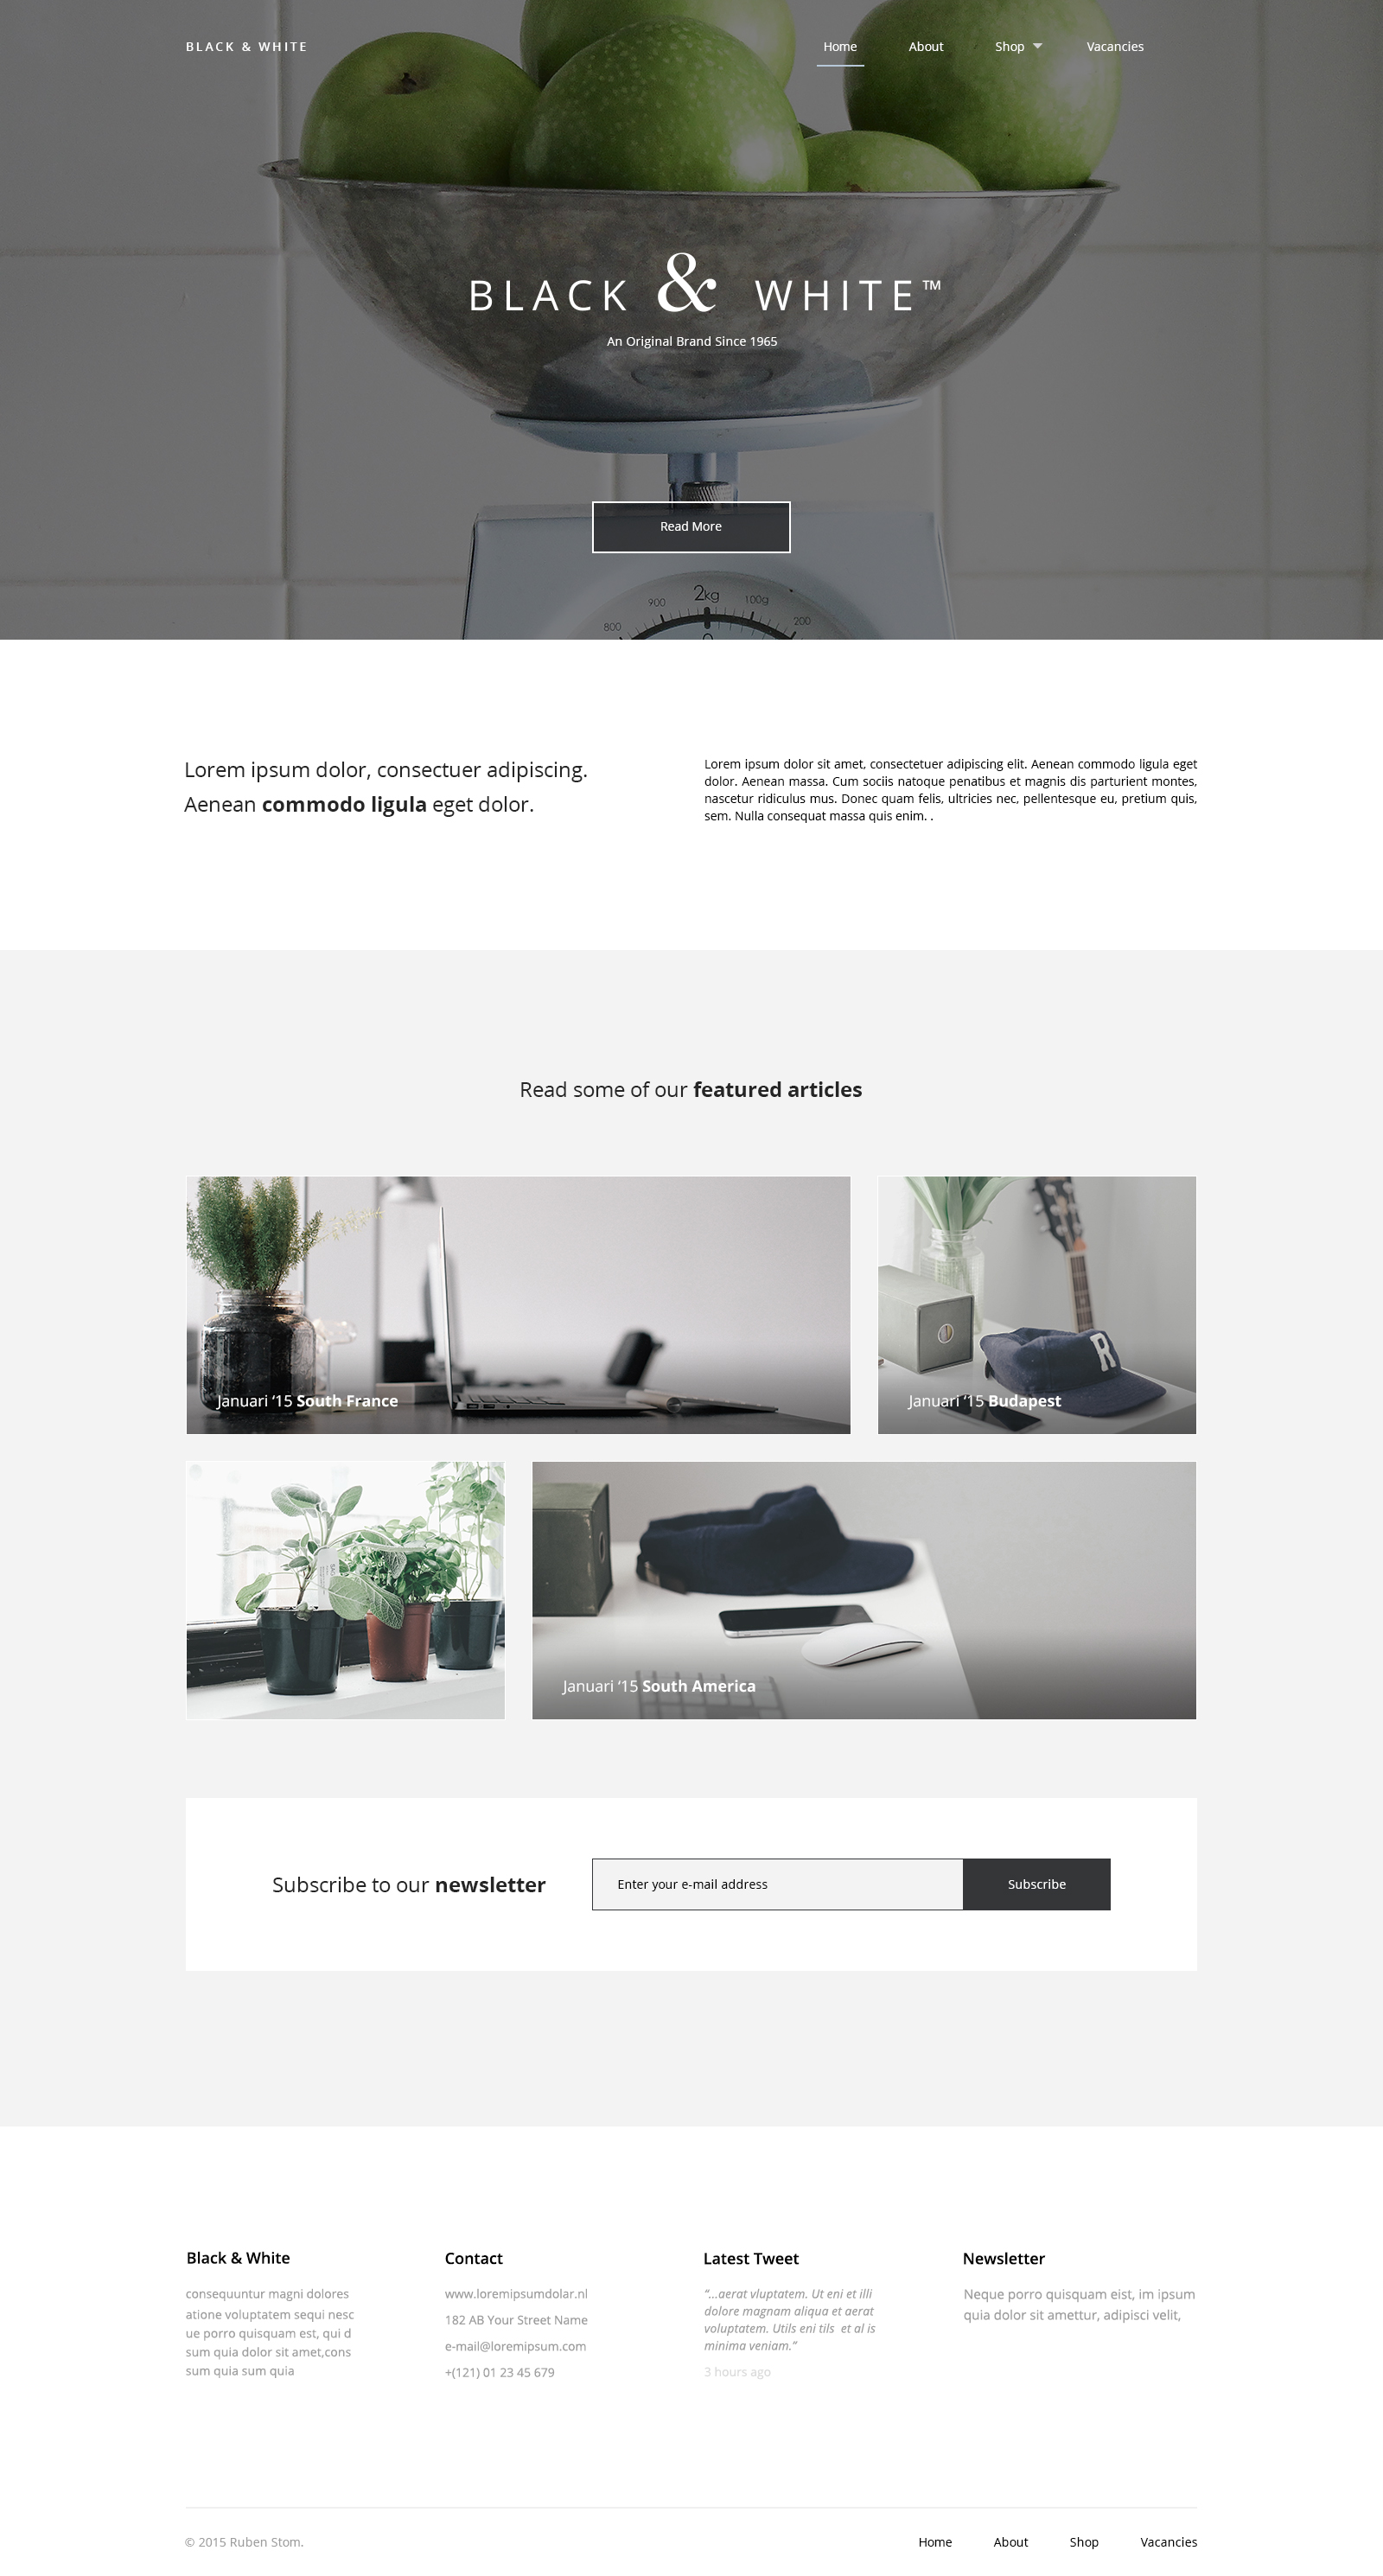 BLACK & WHITE
Home
About
Shop
Vacancies
BLACK & WHITE™
An Original Brand Since 1965
Read More
2kg
900
100g
800
200
0
Lorem ipsum dolor, consectuer adipiscing.
Aenean commodo ligula eget dolor.
Lorem ipsum dolor sit amet, consectetuer adipiscing elit. Aenean commodo ligula eget
dolor. Aenean massa. Cum sociis natoque penatibus et magnis dis parturient montes,
nascetur ridiculus mus. Donec quam felis, ultricies nec, pellentesque eu, pretium quis,
sem. Nulla consequat massa quis enim. .
Read some of our featured articles
Januari ‘15 South France
R
Januari ‘15 Budapest
Januari ‘15 South America
Subscribe to our newsletter
Enter your e-mail address
Subscribe
Black & White
consequuntur magni dolores
atione voluptatem sequi nesc
ue porro quisquam est, qui d
sum quia dolor sit amet,cons
sum quia sum quia
Contact
www.loremipsumdolar.nl
182 AB Your Street Name
e-mail@loremipsum.com
+(121) 01 23 45 679
Latest Tweet
“...aerat vluptatem. Ut eni et illi
dolore magnam aliqua et aerat
voluptatem. Utils eni tils  et al is
minima veniam.”
3 hours ago
Newsletter
Neque porro quisquam eist, im ipsum
quia dolor sit amettur, adipisci velit,
© 2015 Ruben Stom.
Home
About
Shop
Vacancies